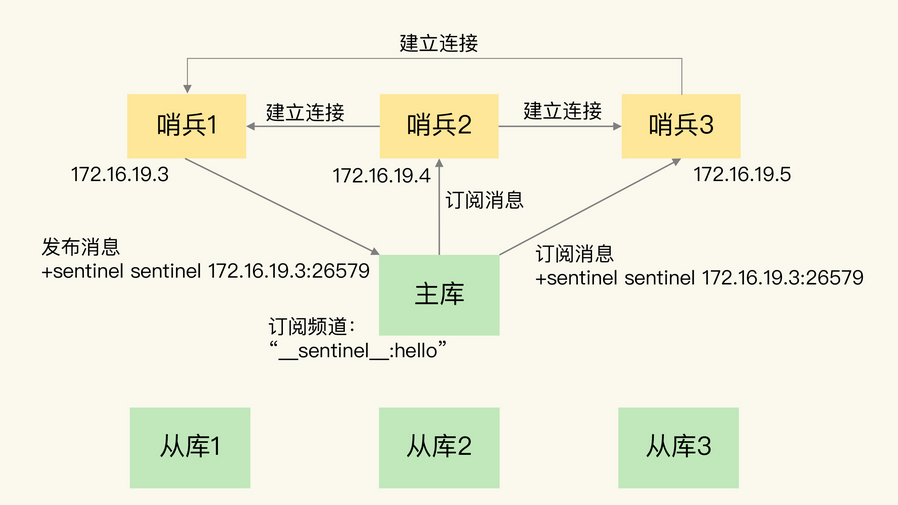 建立连接
哨兵1
建立连接
哨兵2
建立连接
哨兵3
172.16.19.3
172.16.19.4
172.16.19.5
订阅消息
发布消息
+sentinel sentinel 172.16.19.3:26579
订阅消息
+sentinel sentinel 172.16.19.3:26579
主库
订阅频道：
“__sentinel__:hello”
从库1
从库2
从库3